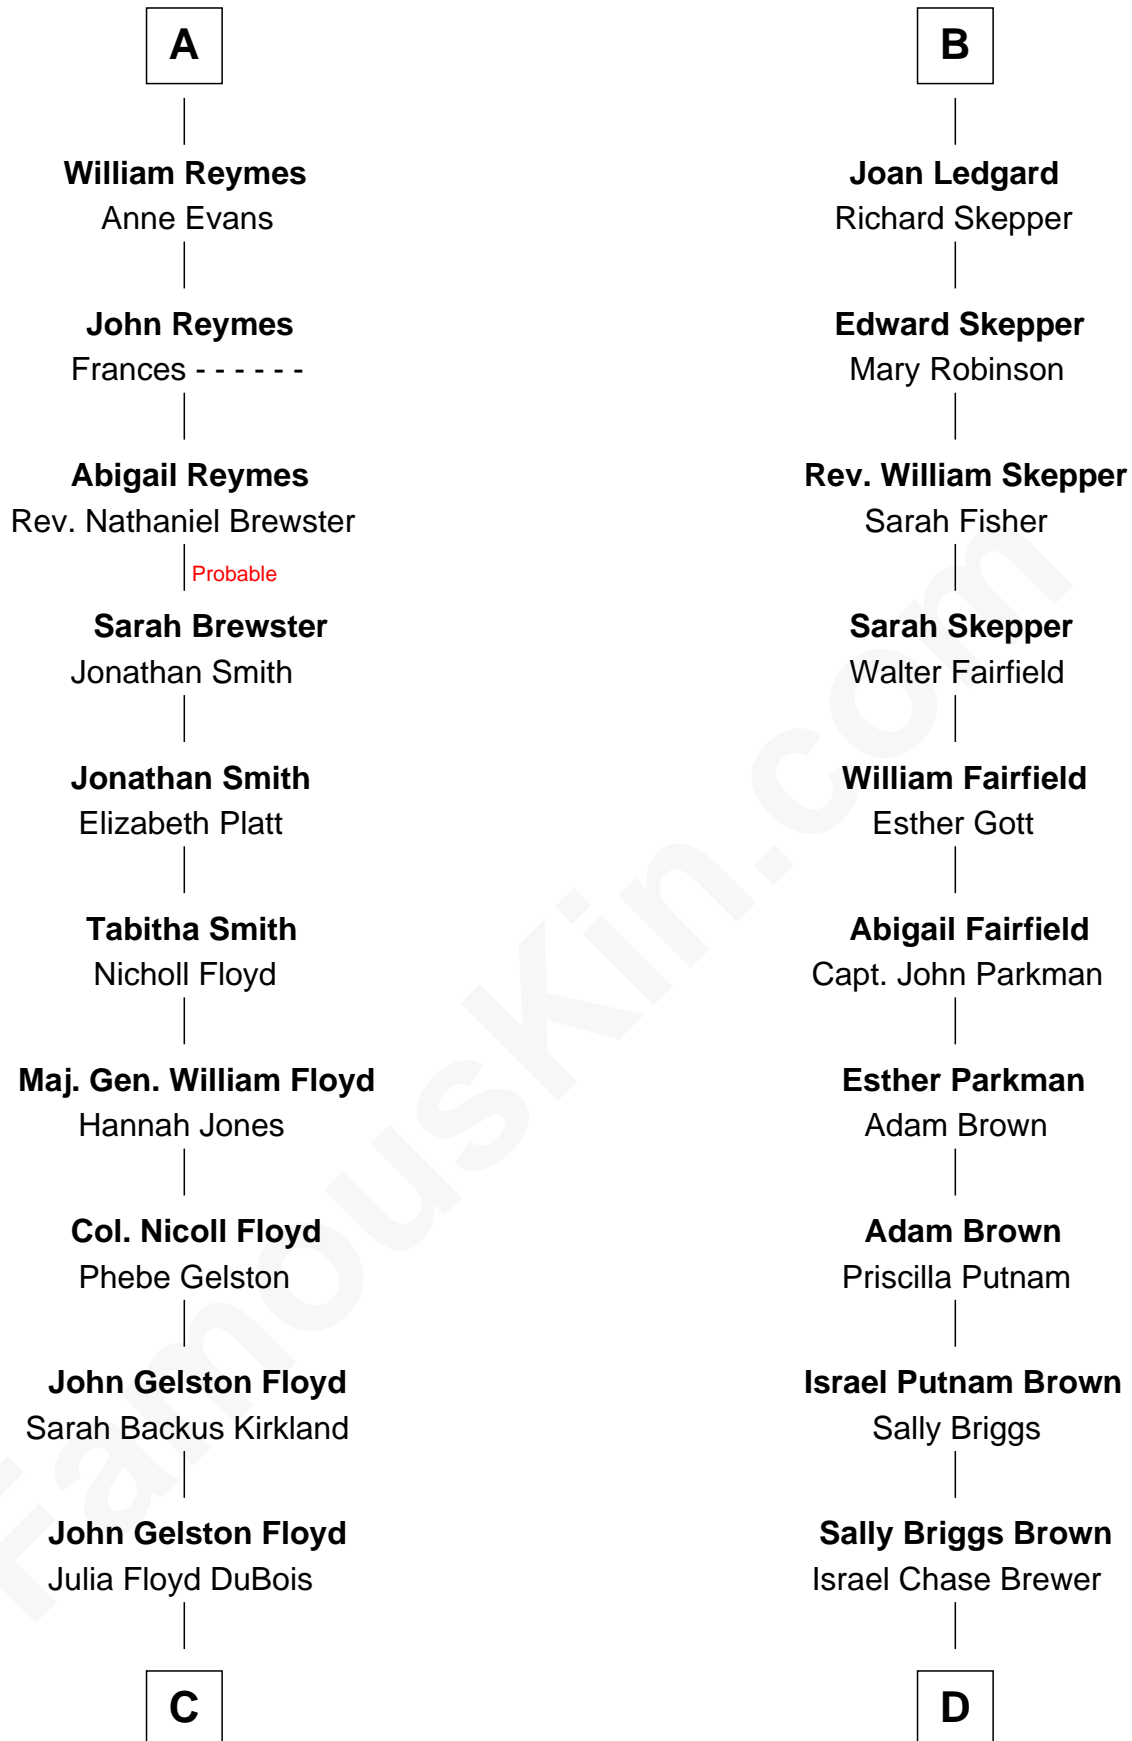 A
William Reymes
Anne Evans
John Reymes
Frances - - - - - -
Abigail Reymes
Rev. Nathaniel Brewster
Probable
Sarah Brewster
Jonathan Smith
Jonathan Smith
Elizabeth Platt
Tabitha Smith
Nicholl Floyd
Maj. Gen. William Floyd
Hannah Jones
Col. Nicoll Floyd
Phebe Gelston
John Gelston Floyd
Sarah Backus Kirkland
John Gelston Floyd
Julia Floyd DuBois
C
B
Joan Ledgard
Richard Skepper
Edward Skepper
Mary Robinson
Rev. William Skepper
Sarah Fisher
Sarah Skepper
Walter Fairfield
William Fairfield
Esther Gott
Abigail Fairfield
Capt. John Parkman
Esther Parkman
Adam Brown
Adam Brown
Priscilla Putnam
Israel Putnam Brown
Sally Briggs
Sally Briggs Brown
Israel Chase Brewer
D
FamousKin.com